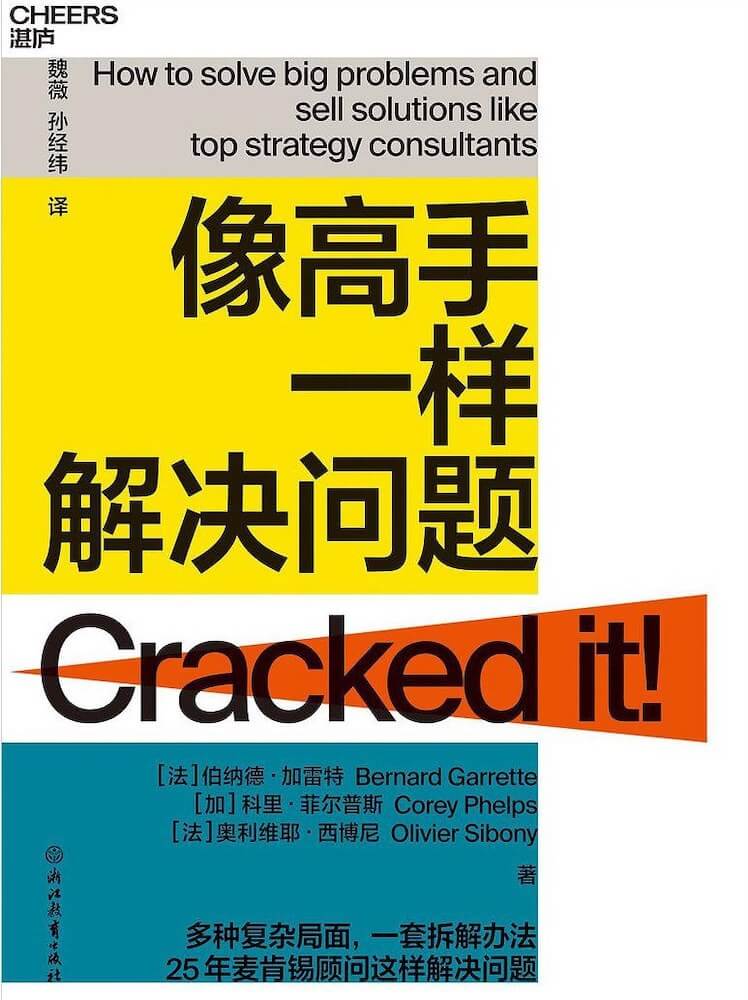 CHEERS
湛庐
魏薇 孙经纬 译
How to solve big problems and
sell solutions like
top strategy consultants
像高手
一样
解决问题
Cracked it!
[法]伯纳德·加雷特 Bernard Garrette
[加]科里·菲尔普斯 Corey Phelps
[法]奥利维耶·西博尼 Olivier Sibony
著
浙江教育出版社
多种复杂局面，一套拆解办法
25年麦肯锡顾问这样解决问题